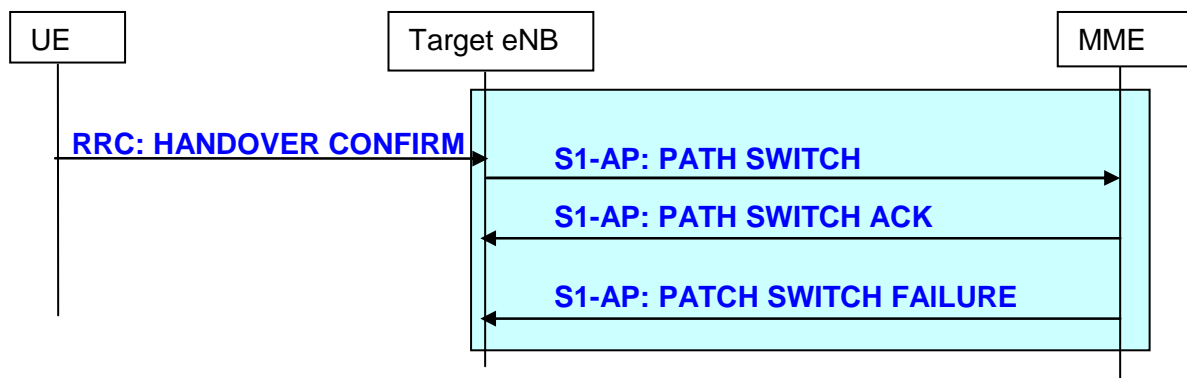 UE
Target eNB
MME
RRC: HANDOVER CONFIRM
S1-AP: PATH SWITCH
S1-AP: PATH SWITCH ACK
S1-AP: PATCH SWITCH FAILURE